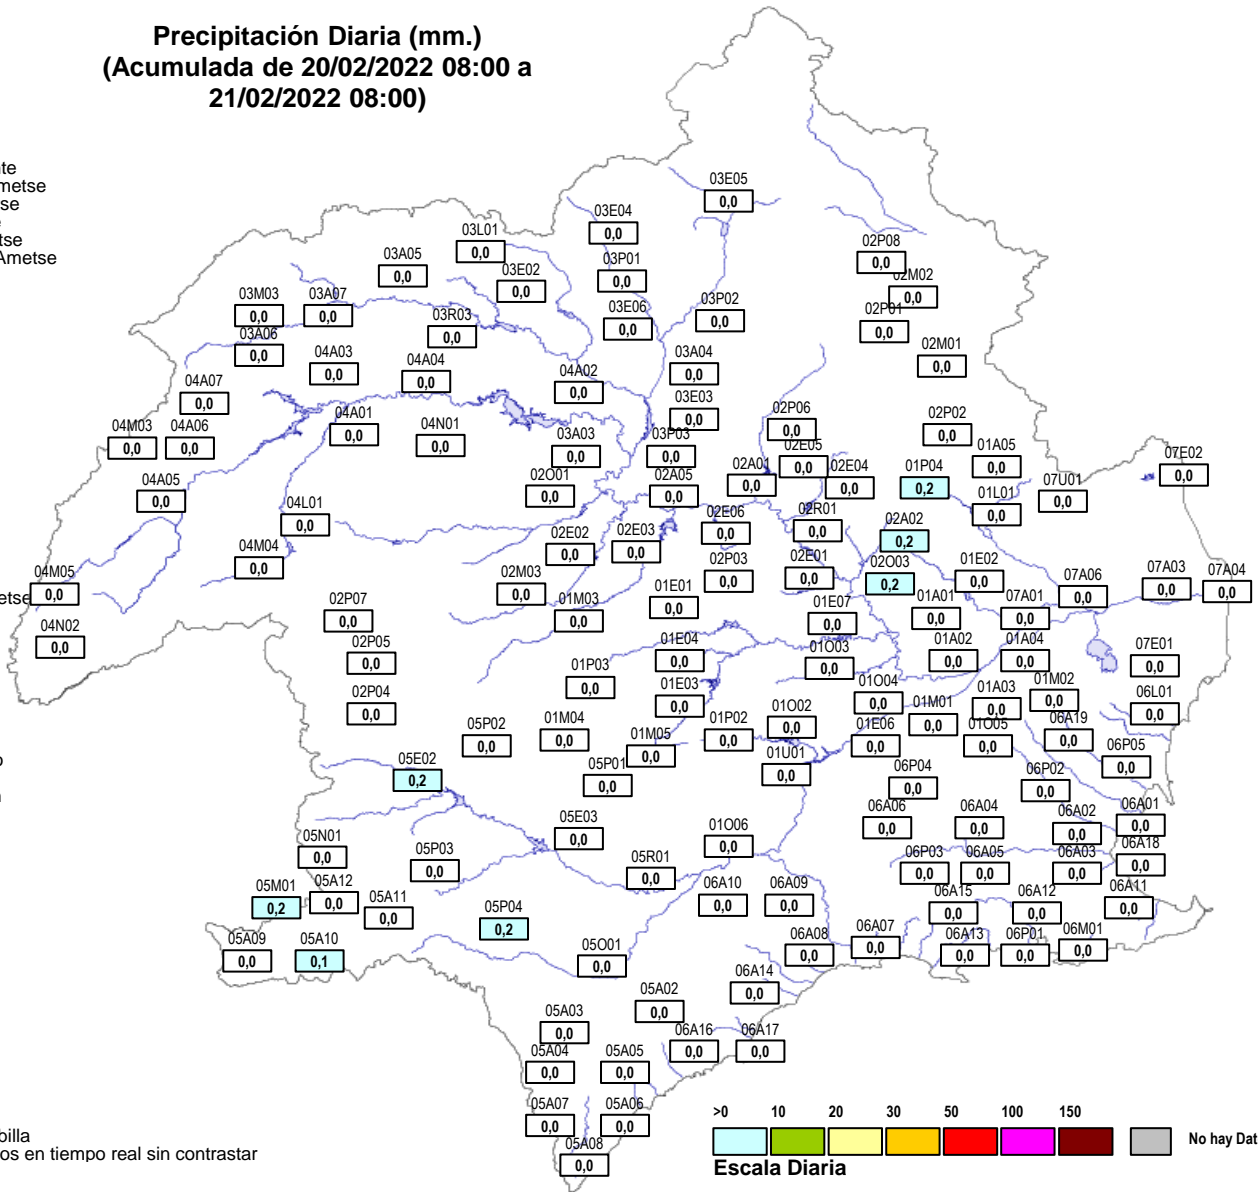 Precipitación Diaria (mm.)
(Acumulada de 20/02/2022 08:00 a
21/02/2022 08:00)
nte
metse
se
e
tse
Ametse
03E05
0,0
03E04
0,0
03L01
0,0
03A05
0,0
03E02
0,0
03P01
0,0
02P08
0,0
02M02
0,0
03M03
0,0
03A07
0,0
03R03
0,0
03E06
0,0
03P02
0,0
02P01
0,0
03A06
0,0
04A03
0,0
04A04
0,0
04A02
0,0
03A04
0,0
02M01
0,0
04A07
0,0
03E03
0,0
04M03
0,0
04A06
0,0
04A01
0,0
04N01
0,0
03A03
0,0
03P03
0,0
02P06
0,0
02P02
0,0
02E05
0,0
01A05
0,0
07E02
0,0
04A05
0,0
02O01
0,0
02A05
0,0
02A01
0,0
02E04
0,0
01P04
0,2
07U01
0,0
04L01
0,0
01L01
0,0
02R01
0,0
02E06
0,0
02A02
0,2
02E02
0,0
02E03
0,0
04M04
0,0
04M05
0,0
etse
02M03
0,0
02P03
0,0
02E01
0,0
02O03
0,2
01E02
0,0
07A06
0,0
07A03
0,0
07A04
0,0
02P07
0,0
01M03
0,0
01E01
0,0
01E07
0,0
01A01
0,0
07A01
0,0
04N02
0,0
02P05
0,0
01E04
0,0
01O03
0,0
01A02
0,0
01A04
0,0
07E01
0,0
01P03
0,0
02P04
0,0
01E03
0,0
01O04
0,0
01A03
0,0
01M02
0,0
06L01
0,0
05P02
0,0
01M04
0,0
01M05
0,0
01P02
0,0
01O02
0,0
01E06
0,0
01M01
0,0
01O05
0,0
06A19
0,0
06P05
0,0
o
05E02
0,2
05P01
0,0
01U01
0,0
06P04
0,0
06P02
0,0
05E03
0,0
01O06
0,0
06A06
0,0
06A04
0,0
06A02
0,0
06A01
0,0
05N01
0,0
05P03
0,0
05R01
0,0
06P03
0,0
06A05
0,0
06A03
0,0
06A18
0,0
05M01
0,2
05A12
0,0
05A11
0,0
05P04
0,2
06A10
0,0
06A09
0,0
06A15
0,0
06A12
0,0
06A11
0,0
05A09
0,0
05A10
0,1
05O01
0,0
06A08
0,0
06A07
0,0
06A13
0,0
06P01
0,0
06M01
0,0
06A14
0,0
05A02
0,0
05A03
0,0
06A16
0,0
06A17
0,0
05A04
0,0
05A05
0,0
05A07
0,0
05A06
0,0
05A08
0,0
billa
os en tiempo real sin contrastar
>0 10 20 30 50 100 150
No hay Dat
Escala Diaria